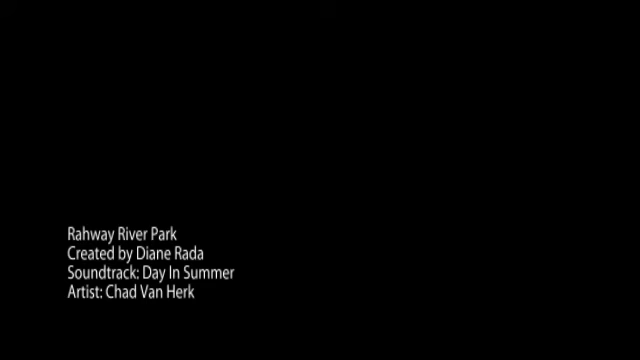 Rahway River Park
Created by Diane Rada
Soundtrack: Day In Summer
Artist: Chad Van Herk